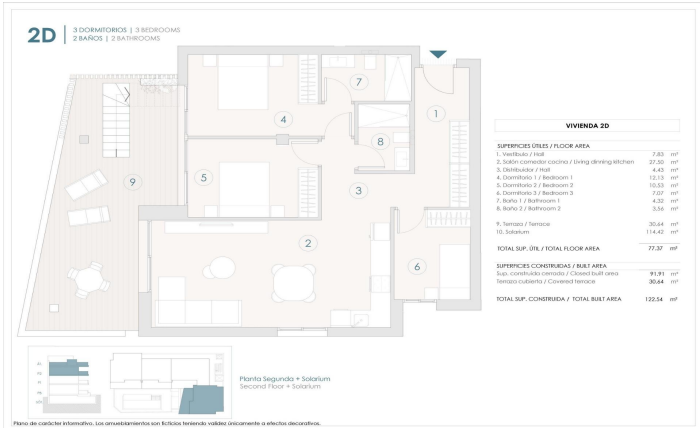 2D
3 DORMITORIOS | 3 BEDROOMS
2 BAÑOS | 2 BATHROOMS
7
1
4
8
5
9
3
2
6
VIVIENDA 2D
SUPERFICIES ÚTILES / FLOOR AREA
1. Vestíbulo / Hall 7,83 m²
2. Salón comedor cocina / Living dinning kitchen 27,50 m²
3. Distribuidor / Hall 4,43 m²
4. Dormitorio 1 / Bedroom 1 12,13 m²
5. Dormitorio 2 / Bedroom 2 10,53 m²
6. Dormitorio 3 / Bedroom 3 7,07 m²
7. Baño 1 / Bathroom 1 4,32 m²
8. Baño 2 / Bathroom 2 3,56 m²
9. Terraza / Terrace 30,64 m²
10. Solarium 114,42 m²
TOTAL SUP. ÚTIL / TOTAL FLOOR AREA 77,37 m²
SUPERFICIES CONSTRUIDAS / BUILT AREA
Sup. construida cerrada / Closed built area 91,91 m²
Terraza cubierta / Covered terrace 30,64 m²
TOTAL SUP. CONSTRUIDA / TOTAL BUILT AREA 122,54 m²
Planta Segunda + Solarium
Second Floor + Solarium
Plano de carácter informativo. Los amueblamientos son ficticios teniendo validez únicamente a efectos decorativos.